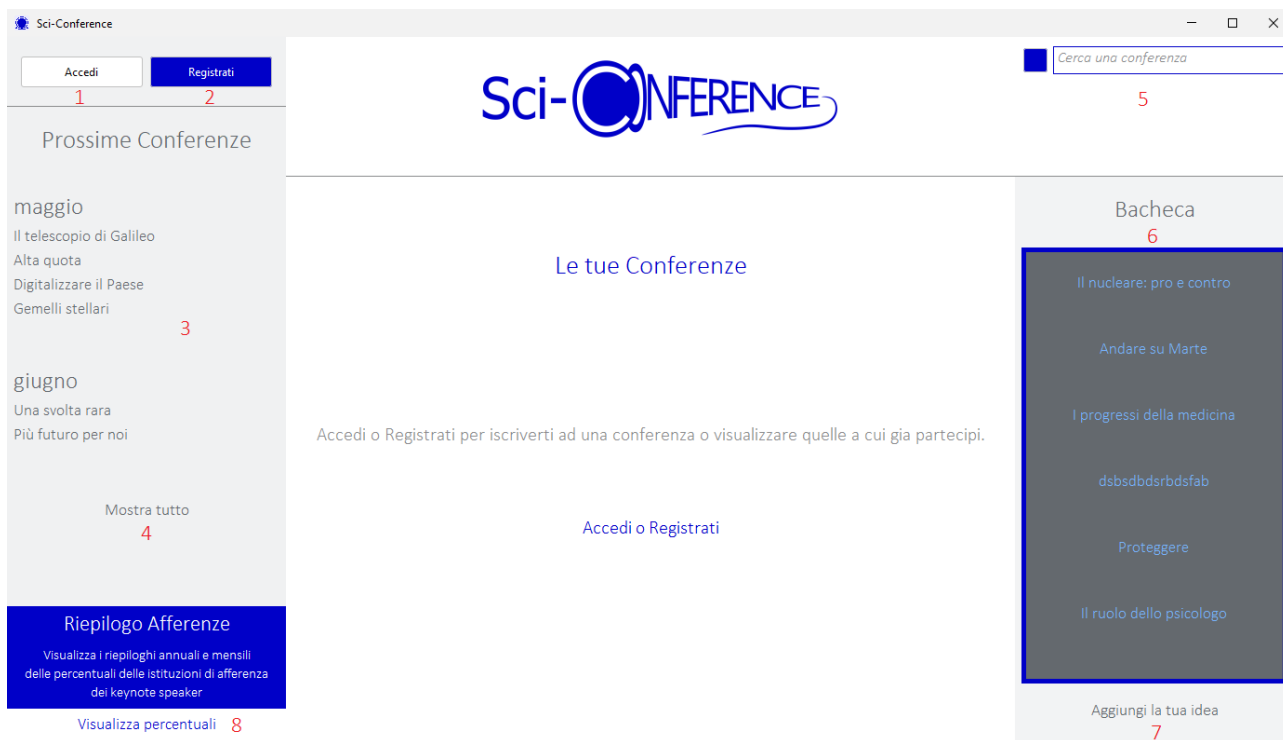 Sci-Conference
Accedi
Registrati
1
2
Sci-CONFERENCE
Cerca una conferenza
5
Prossime Conferenze
maggio
Il telescopio di Galileo
Alta quota
Digitalizzare il Paese
Gemelli stellari
3
giugno
Una svolta rara
Più futuro per noi
Mostra tutto
4
Riepilogo Afferenze
Visualizza i riepiloghi annuali e mensili
delle percentuali delle istituzioni di afferenza
dei keynote speaker
Visualizza percentuali
8
Le tue Conferenze
Accedi o Registrati per iscriverti ad una conferenza o visualizzare quelle a cui gia partecipi.
Accedi o Registrati
Bacheca
6
Il nucleare: pro e contro
Andare su Marte
I progressi della medicina
dsbsdbdsrbdsfab
Proteggere
Il ruolo dello psicologo
Aggiungi la tua idea
7